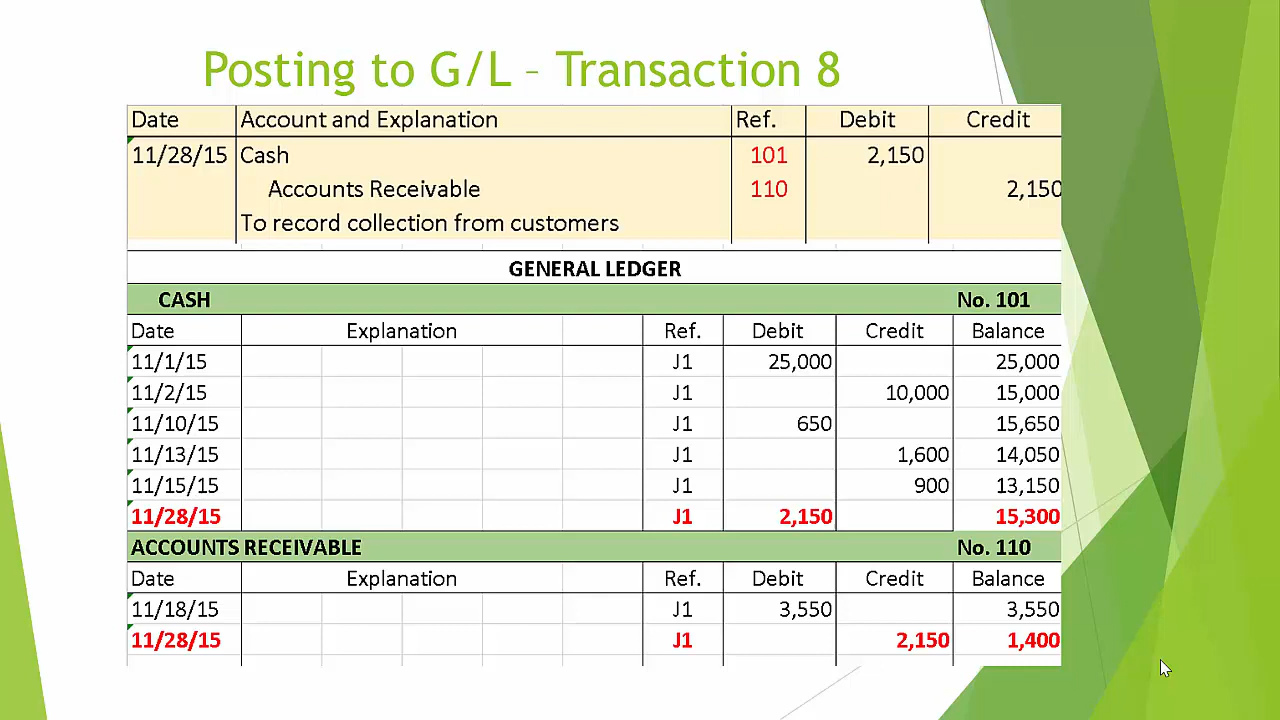 Posting to G/L – Transaction 8
Date Account and Explanation Ref. Debit Credit
11/28/15 Cash 101 2,150
Accounts Receivable 110 2,150
To record collection from customers
GENERAL LEDGER
CASH No. 101
Date Explanation Ref. Debit Credit Balance
11/1/15 J1 25,000 25,000
11/2/15 J1 10,000 15,000
11/10/15 J1 650 15,650
11/13/15 J1 1,600 14,050
11/15/15 J1 900 13,150
11/28/15 J1 2,150 15,300
ACCOUNTS RECEIVABLE No. 110
Date Explanation Ref. Debit Credit Balance
11/18/15 J1 3,550 3,550
11/28/15 J1 2,150 1,400